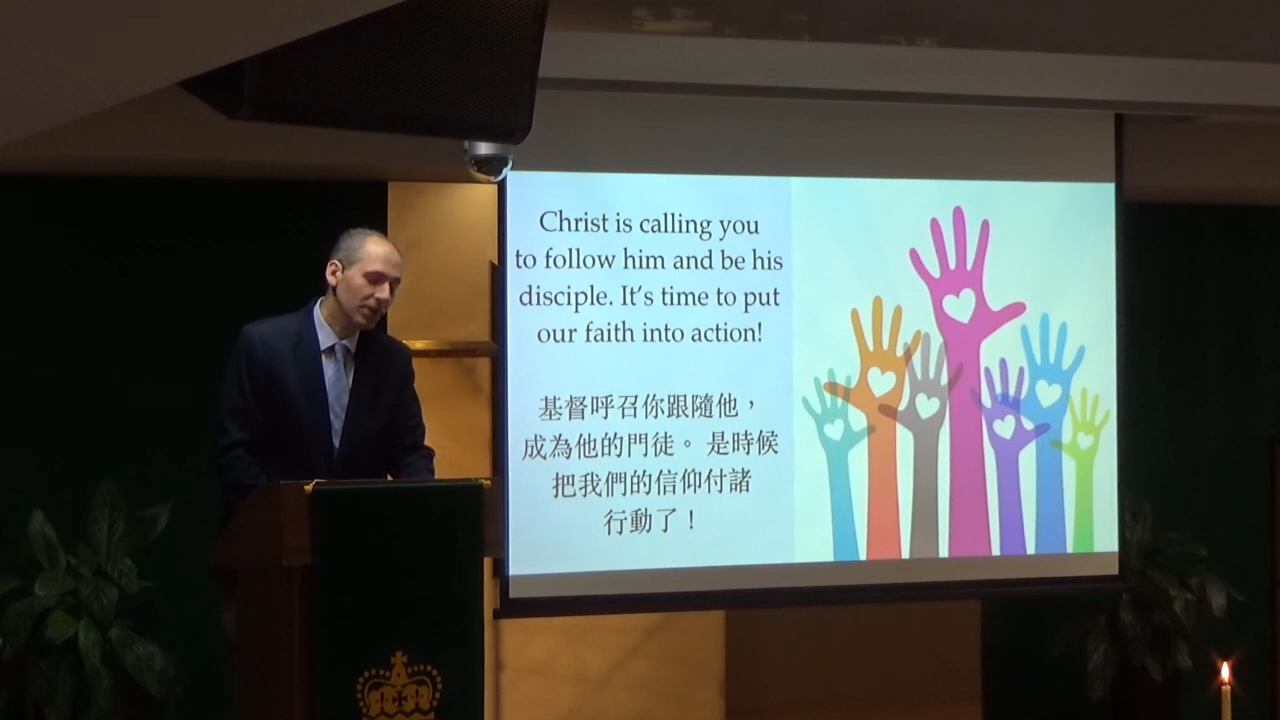 Christ is calling you
to follow him and be his
disciple. It's time to put
our faith into action!
基督呼召你跟隨他，
成為他的門徒。 是時候
把我們的信仰付諸
行動了！